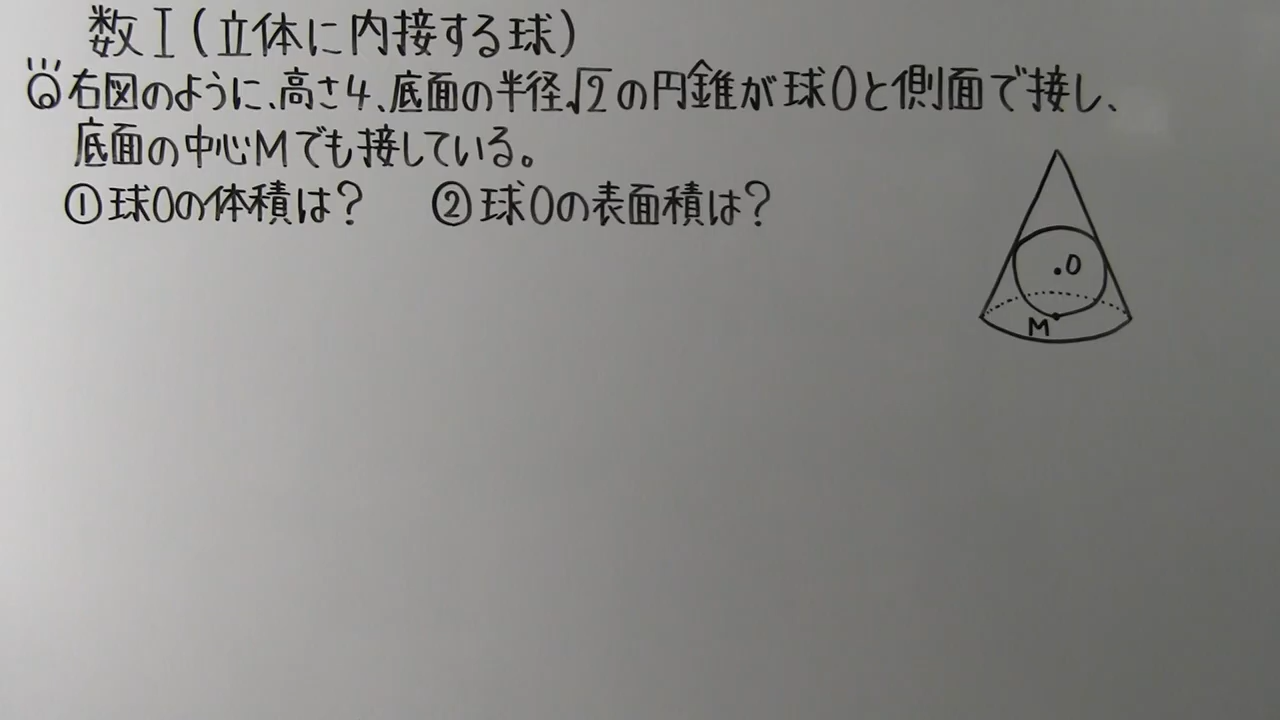 数I(立体に内接する球)
Q 右図のように、高さ4、底面の半径√2の円錐が球Oと側面で接し、
底面の中心Mでも接している。
①球Oの体積は? ②球Oの表面積は?
O
M